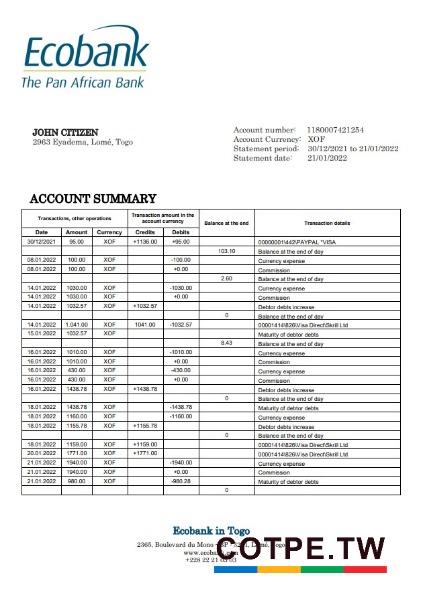 Ecobank
The Pan African Bank
JOHN CITIZEN
2963 Eyadema, Lomé, Togo
Account number: 1180007421254
Account Currency: XOF
Statement period: 30/12/2021 to 21/01/2022
Statement date: 21/01/2022
ACCOUNT SUMMARY
Transactions, other operations Transaction amount in the account currency Balance at the end Transaction details
Date Amount Currency Credits Debits
30/12/2021 95.00 XOF +1136.00 +95.00 00000001\442\PAYPAL *VISA
103.10 Balance at the end of day
08.01.2022 100.00 XOF -100.00 Currency expense
08.01.2022 100.00 XOF +0.00 Commission
2.60 Balance at the end of day
14.01.2022 1030.00 XOF -1030.00 Currency expense
14.01.2022 1030.00 XOF +0.00 Commission
14.01.2022 1032.57 XOF +1032.57 Debtor debts increase
0 Balance at the end of day
14.01.2022 1.041.00 XOF 1041.00 -1032.57 00001414\826\Visa Direct\Skrill Ltd
15.01.2022 1032.57 XOF Maturity of debtor debts
8.43 Balance at the end of day
16.01.2022 1010.00 XOF -1010.00 Currency expense
16.01.2022 1010.00 XOF +0.00 Commission
16.01.2022 430.00 XOF -430.00 Currency expense
16.01.2022 430.00 XOF +0.00 Commission
16.01.2022 1438.78 XOF +1438.78 Debtor debts increase
0 Balance at the end of day
18.01.2022 1438.78 XOF -1438.78 Maturity of debtor debts
18.01.2022 1160.00 XOF -1160.00 Currency expense
18.01.2022 1155.78 XOF +1155.78 Debtor debts increase
0 Balance at the end of day
18.01.2022 1159.00 XOF +1159.00 00001414\826\Visa Direct\Skrill Ltd
20.01.2022 1771.00 XOF +1771.00 00001414\826\Visa Direct\Skrill Ltd
21.01.2022 1940.00 XOF -1940.00 Currency expense
21.01.2022 1940.00 XOF +0.00 Commission
21.01.2022 980.00 XOF -980.28 Maturity of debtor debts
0
Ecobank in Togo
2365, Boulevard du Mono
www.ecobank.com
+228 22 21 03 03
COTPE.TW